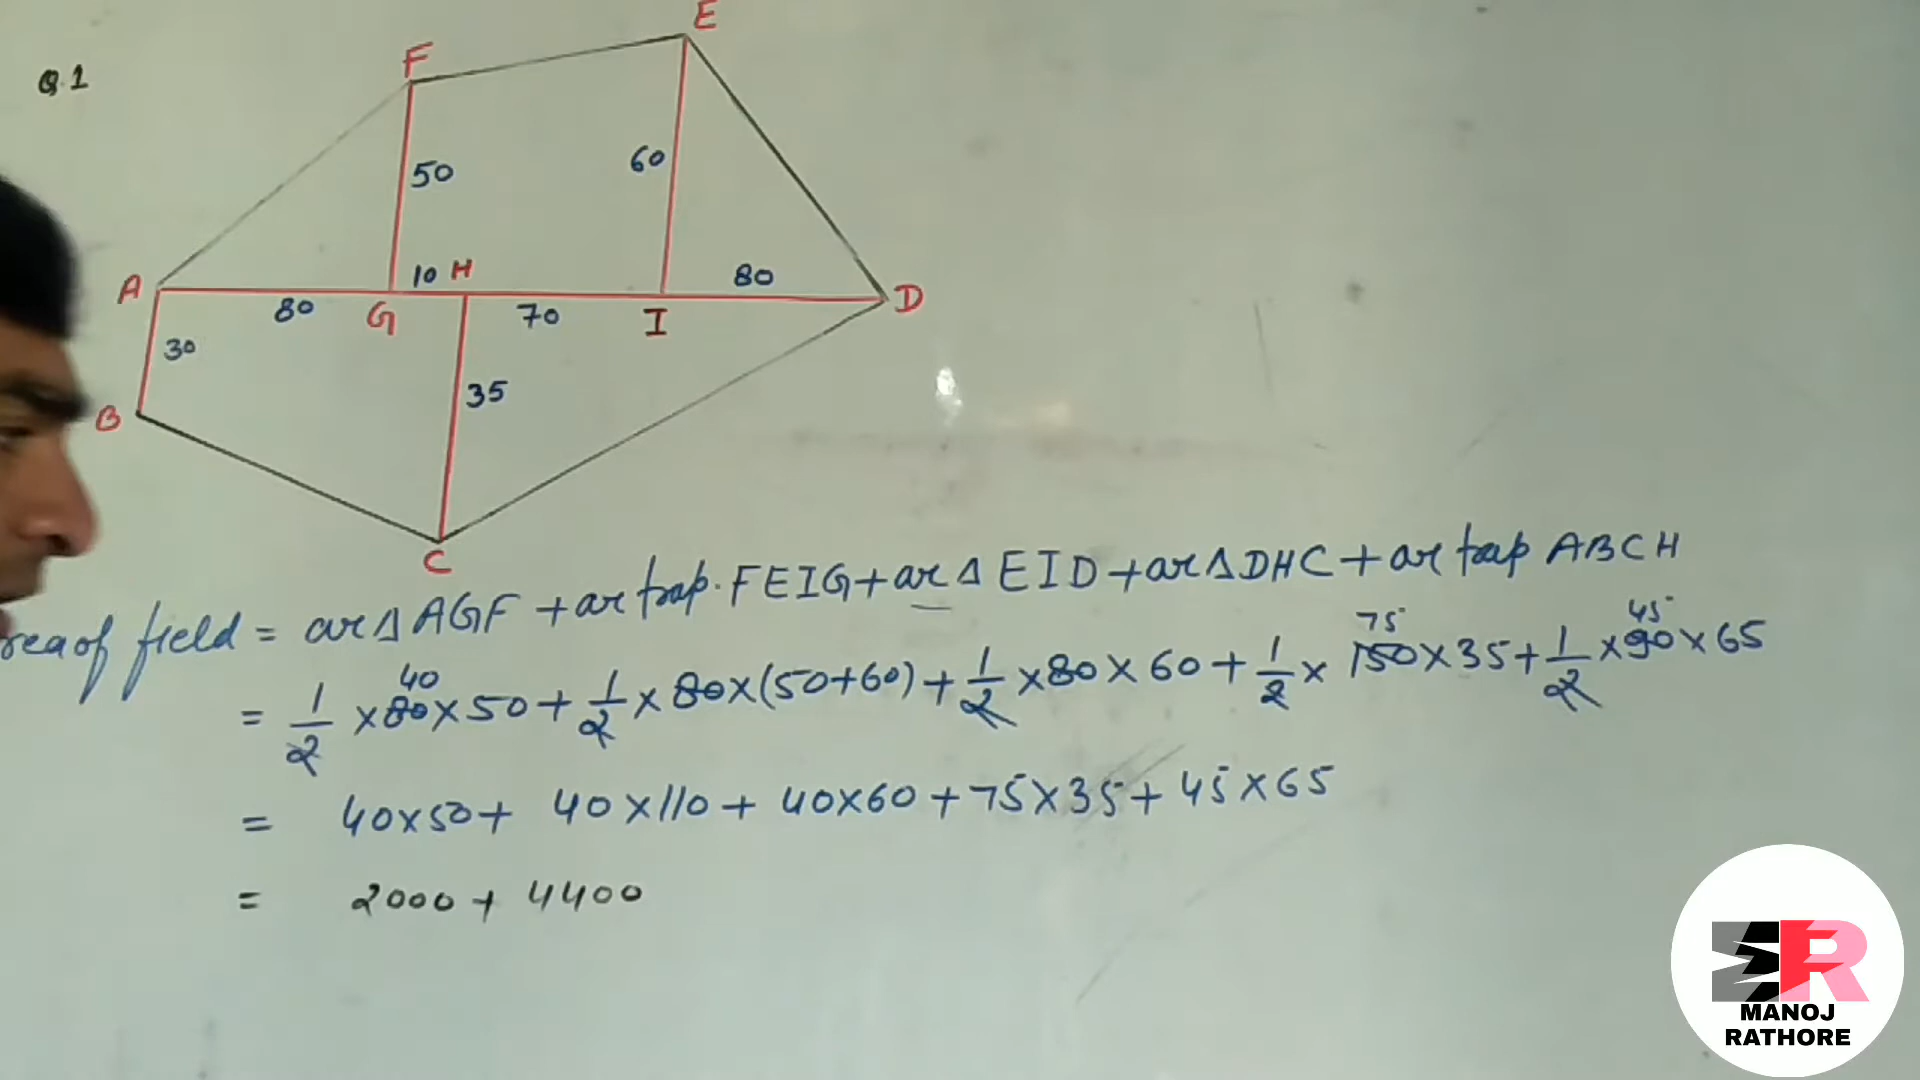 Q.1
E
F
50
60
A
10 H
80
D
80
G
70
I
30
35
B
C
field = ar Δ AGF + ar trap. FEIG + ar Δ EID + ar Δ DHC + ar trap ABCH
40 75 45
= 1/2 × 80 × 50 + 1/2 × 80 × (50+60) + 1/2 × 80 × 60 + 1/2 × 150 × 35 + 1/2 × 90 × 65
= 40×50 + 40×110 + 40×60 + 75×35 + 45×65
= 2000 + 4400
MANOJ
RATHORE